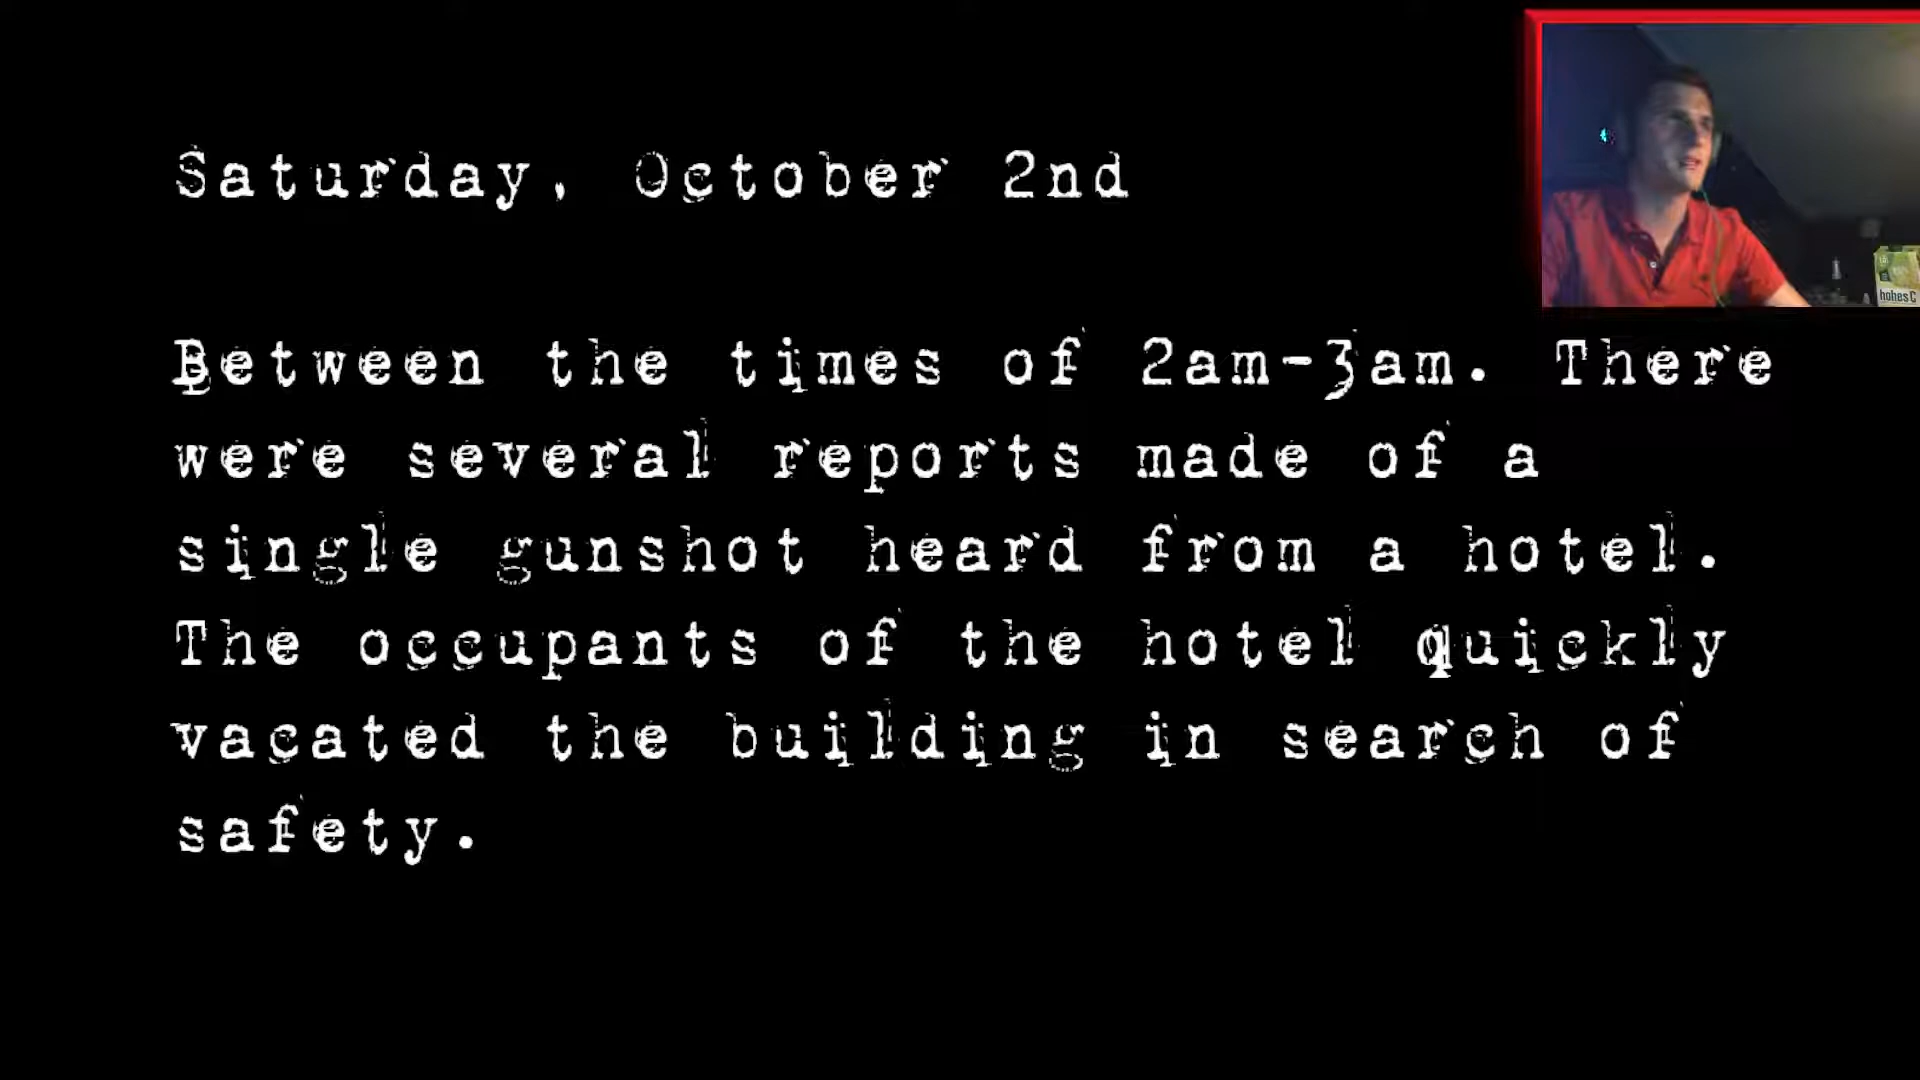 Saturday, October 2nd
Between the times of 2am-3am. There
were several reports made of a
single gunshot heard from a hotel.
The occupants of the hotel quickly
vacated the building in search of
safety.
hohes C